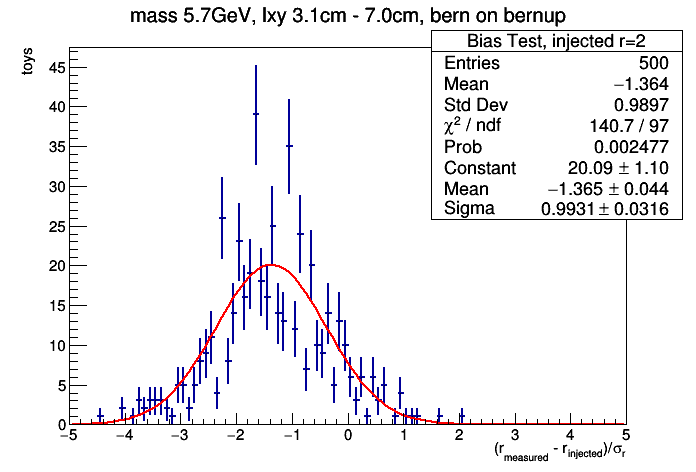 mass 5.7GeV, lxy 3.1cm - 7.0cm, bern on bernup
Bias Test, injected r=2
Entries 500
Mean −1.364
Std Dev 0.9897
χ² / ndf 140.7 / 97
Prob 0.002477
Constant 20.09 ± 1.10
Mean −1.365 ± 0.044
Sigma 0.9931 ± 0.0316
toys
45
40
35
30
25
20
15
10
5
0
−5 −4 −3 −2 −1 0 1 2 3 4 5
(r_measured - r_injected)/σ_r